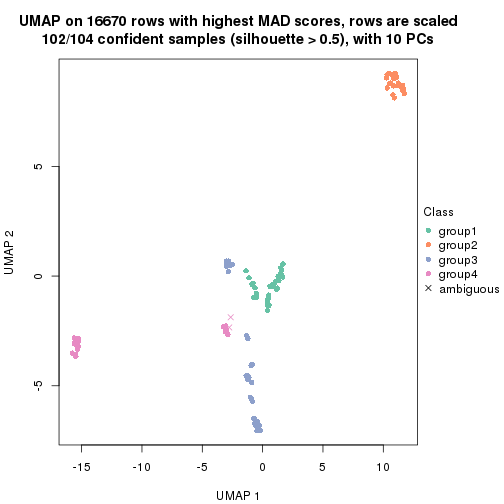 UMAP on 16670 rows with highest MAD scores, rows are scaled
102/104 confident samples (silhouette > 0.5), with 10 PCs
UMAP 2
5
0
-5
-15
-10
-5
0
5
10
UMAP 1
Class
group1
group2
group3
group4
ambiguous